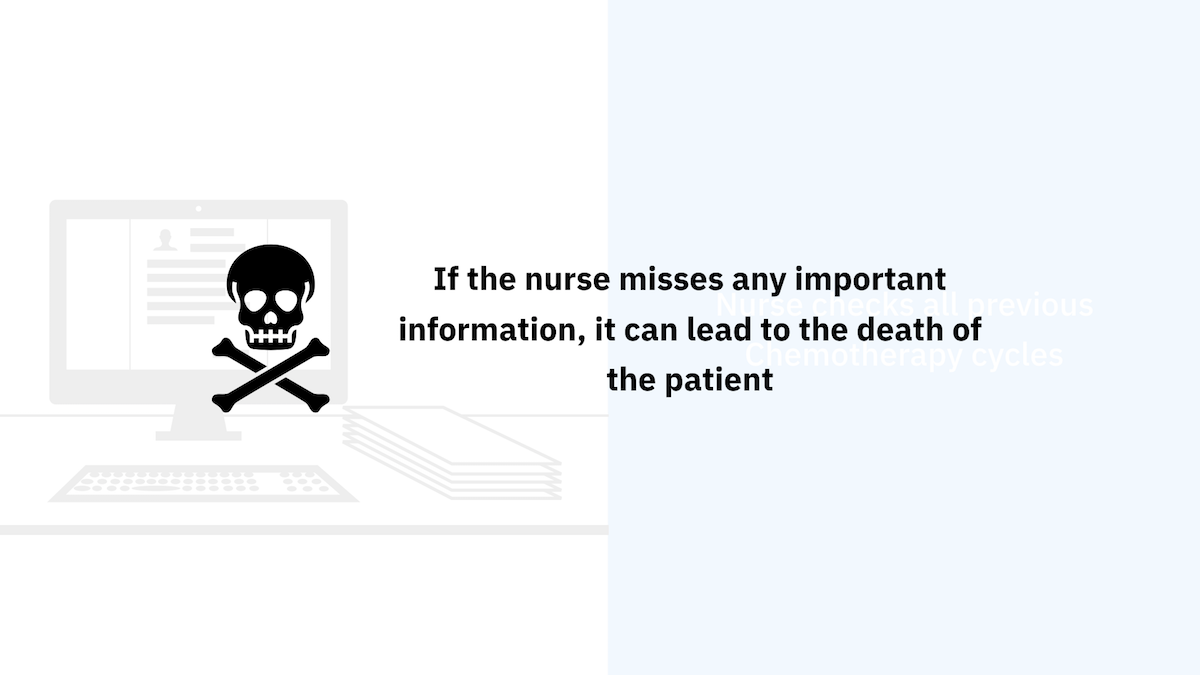 If the nurse misses any important
information, it can lead to the death of
the patient
Nurse checks all previous
Chemotherapy cycles